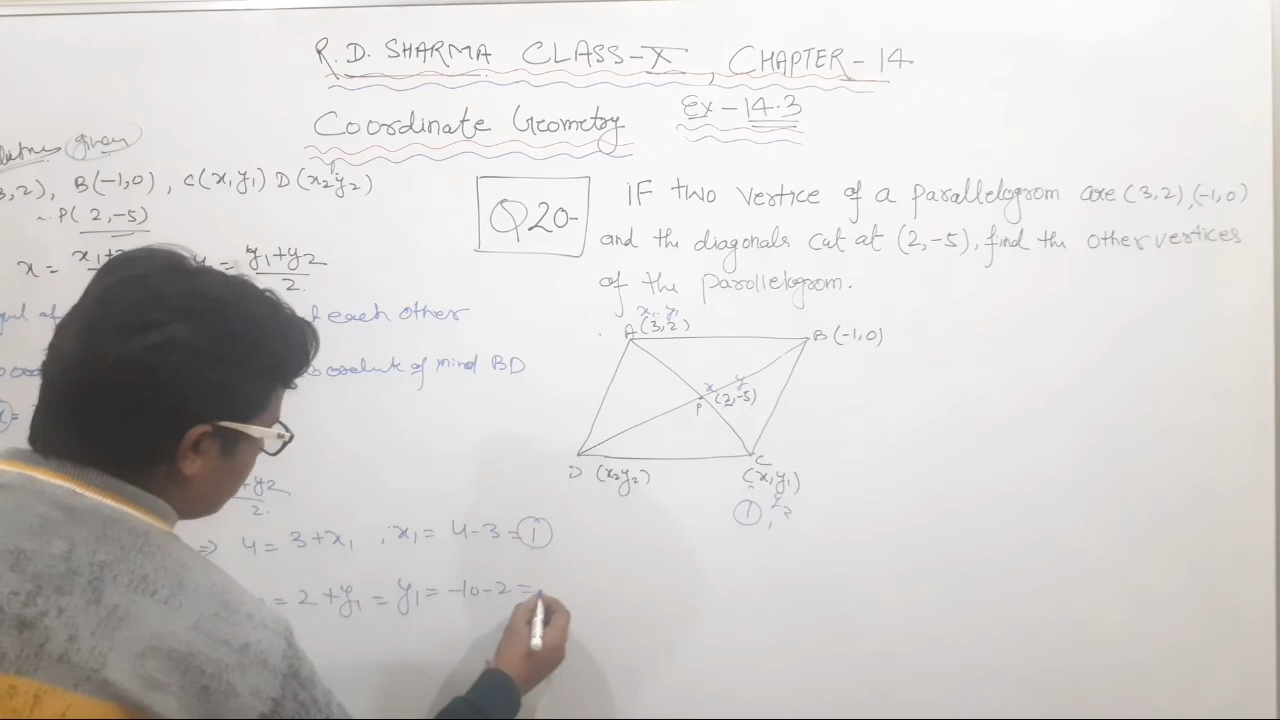 R.D. SHARMA CLASS-X, CHAPTER-14
Coordinate Geometry Ex-14.3
given
3,2), B(-1,0), C(x1y1) D(x2y2)
P(2,-5)
x = y = y1+y2
2
each other
of BD
Q20- IF two vertice of a parallelogram are (3,2),(-1,0)
and the diagonals cut at (2,-5), find the other vertices
of the parallelogram.
x1 y1
A(3,2) B(-1,0)
x y
P (2,-5)
D (x2y2) C
(x1y1)
1,
+y2
2.
=> 4 = 3+x1 ; x1 = 4-3 = 1
= 2+y1 = y1 = -10-2 =